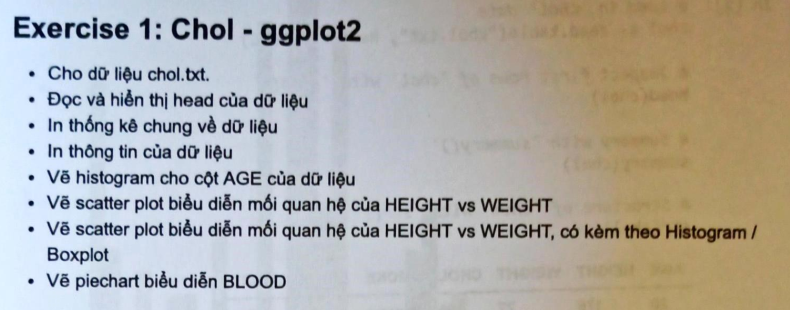 Exercise 1: Chol - ggplot2
• Cho dữ liệu chol.txt.
• Đọc và hiển thị head của dữ liệu
• In thống kê chung về dữ liệu
• In thông tin của dữ liệu
• Vẽ histogram cho cột AGE của dữ liệu
• Vẽ scatter plot biểu diễn mối quan hệ của HEIGHT vs WEIGHT
• Vẽ scatter plot biểu diễn mối quan hệ của HEIGHT vs WEIGHT, có kèm theo Histogram /
Boxplot
• Vẽ piechart biểu diễn BLOOD